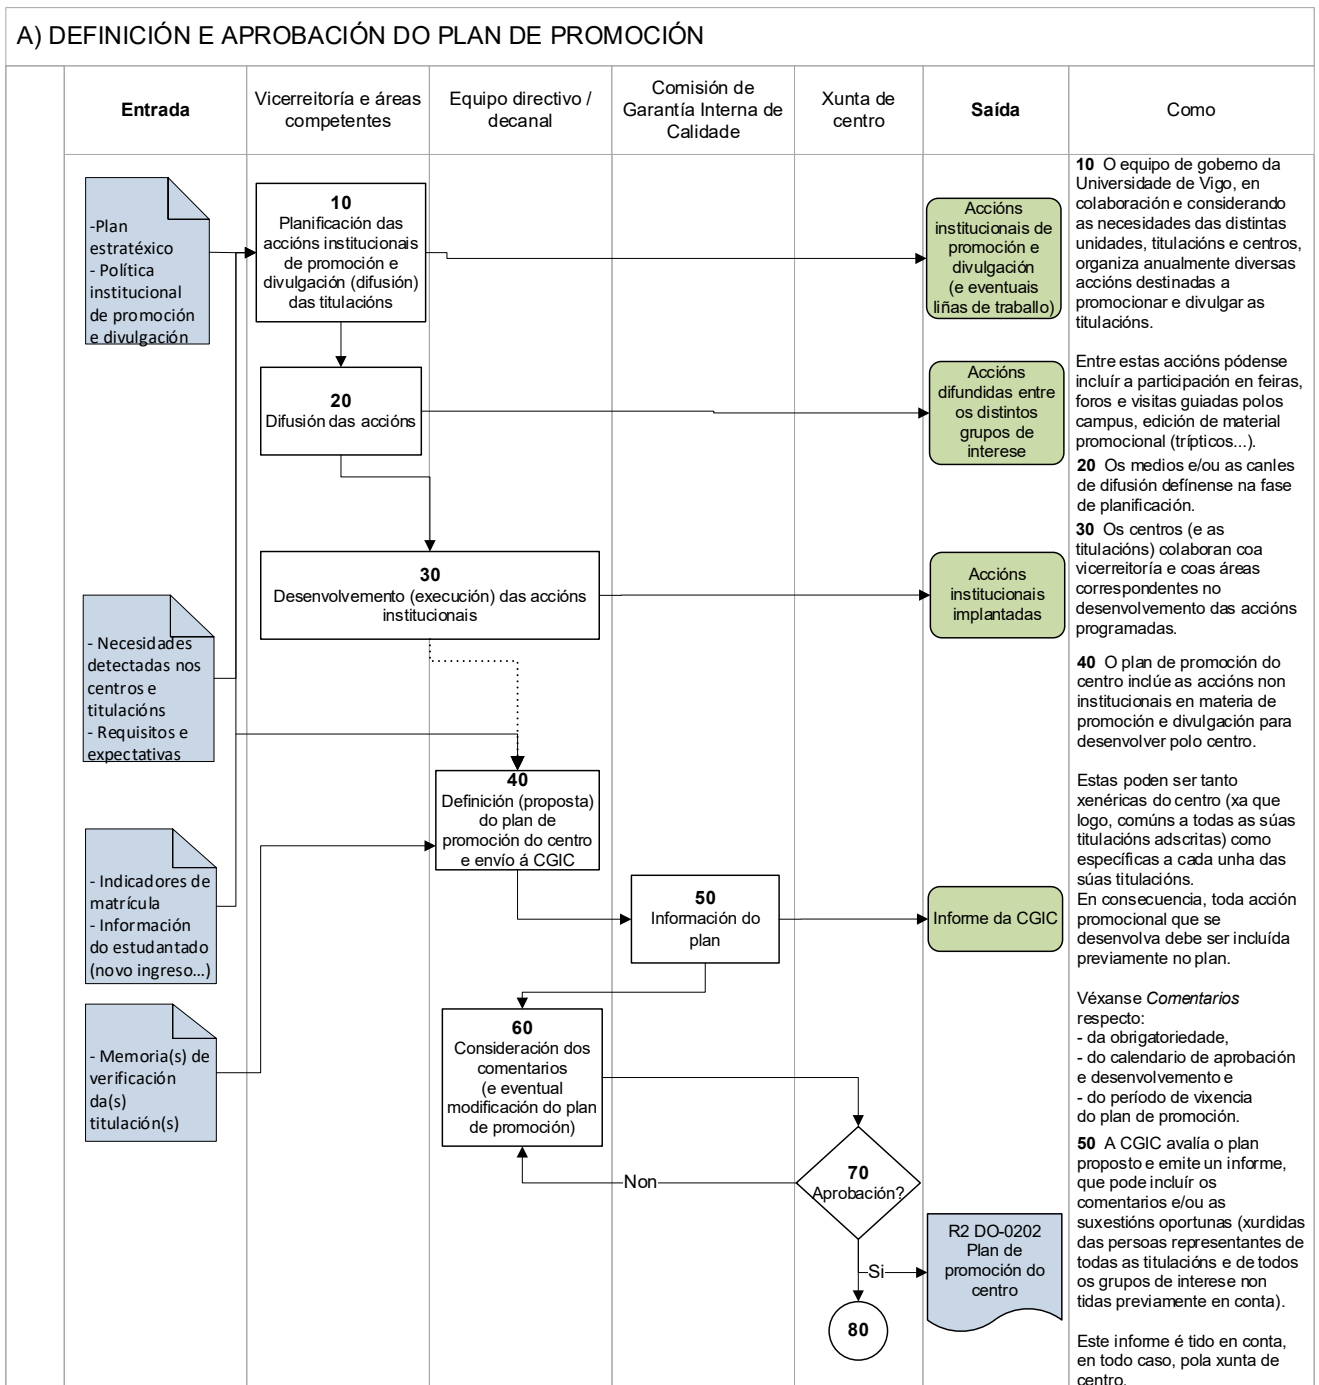 A) DEFINICIÓN E APROBACIÓN DO PLAN DE PROMOCIÓN
Entrada
Vicerreitoría e áreas
competentes
Equipo directivo /
decanal
Comisión de
Garantía Interna de
Calidade
Xunta de
centro
Saída
Como
-Plan
estratéxico
- Política
institucional
de promoción
e divulgación
10
Planificación das
accións institucionais
de promoción e
divulgación (difusión)
das titulacións
Accións
institucionais de
promoción e
divulgación
(e eventuais
liñas de traballo)
20
Difusión das accións
Accións
difundidas entre
os distintos
grupos de
interese
30
Desenvolvemento (execución) das accións
institucionais
Accións
institucionais
implantadas
- Necesidades
detectadas nos
centros e
titulacións
- Requisitos e
expectativas
40
Definición (proposta)
do plan de
promoción do centro
e envío á CGIC
- Indicadores de
matrícula
- Información
do estudantado
(novo ingreso...)
50
Información do
plan
Informe da CGIC
- Memoria(s) de
verificación
da(s)
titulación(s)
60
Consideración dos
comentarios
(e eventual
modificación do plan
de promoción)
70
Aprobación?
Non
Si
R2 DO-0202
Plan de
promoción do
centro
80
10 O equipo de goberno da
Universidade de Vigo, en
colaboración e considerando
as necesidades das distintas
unidades, titulacións e centros,
organiza anualmente diversas
accións destinadas a
promocionar e divulgar as
titulacións.
Entre estas accións pódense
incluír a participación en feiras,
foros e visitas guiadas polos
campus, edición de material
promocional (trípticos...).
20 Os medios e/ou as canles
de difusión defínense na fase
de planificación.
30 Os centros (e as
titulacións) colaboran coa
vicerreitoría e coas áreas
correspondentes no
desenvolvemento das accións
programadas.
40 O plan de promoción do
centro inclúe as accións non
institucionais en materia de
promoción e divulgación para
desenvolver polo centro.
Estas poden ser tanto
xenéricas do centro (xa que
logo, comúns a todas as súas
titulacións adscritas) como
específicas a cada unha das
súas titulacións.
En consecuencia, toda acción
promocional que se
desenvolva debe ser incluída
previamente no plan.
Véxanse Comentarios
respecto:
- da obrigatoriedade,
- do calendario de aprobación
e desenvolvemento e
- do período de vixencia
do plan de promoción.
50 A CGIC avalía o plan
proposto e emite un informe,
que pode incluír os
comentarios e/ou as
suxestións oportunas (xurdidas
das persoas representantes de
todas as titulacións e de todos
os grupos de interese non
tidas previamente en conta).
Este informe é tido en conta,
en todo caso, pola xunta de
centro.